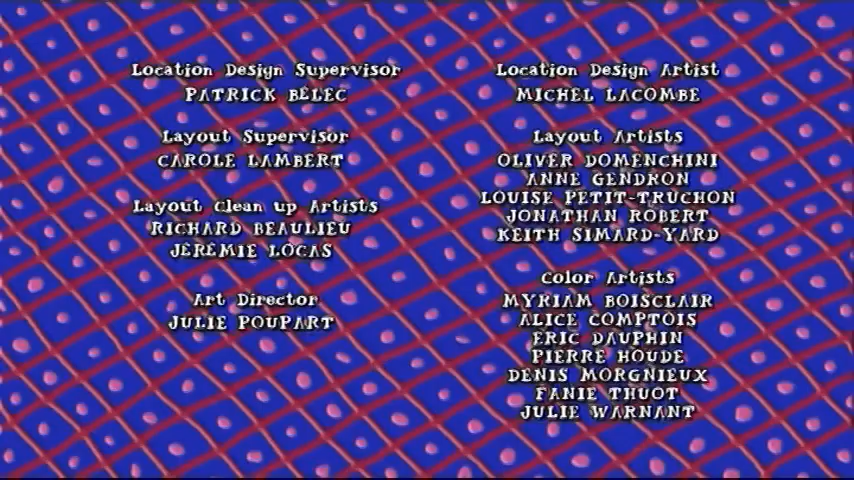 Location Design Supervisor
PATRICK BÉLEC
Layout Supervisor
CAROLE LAMBERT
Layout Clean up Artists
RICHARD BEAULIEU
JÉRÉMIE LOCAS
Art Director
JULIE POUPART
Location Design Artist
MICHEL LACOMBE
Layout Artists
OLIVER DOMENCHINI
ANNE GENDRON
LOUISE PETIT-TRUCHON
JONATHAN ROBERT
KEITH SIMARD-YARD
Color Artists
MYRIAM BOISCLAIR
ALICE COMPTOIS
ERIC DAUPHIN
PIERRE HOUDE
DENIS MORGNIEUX
FANIE THUOT
JULIE WARNANT